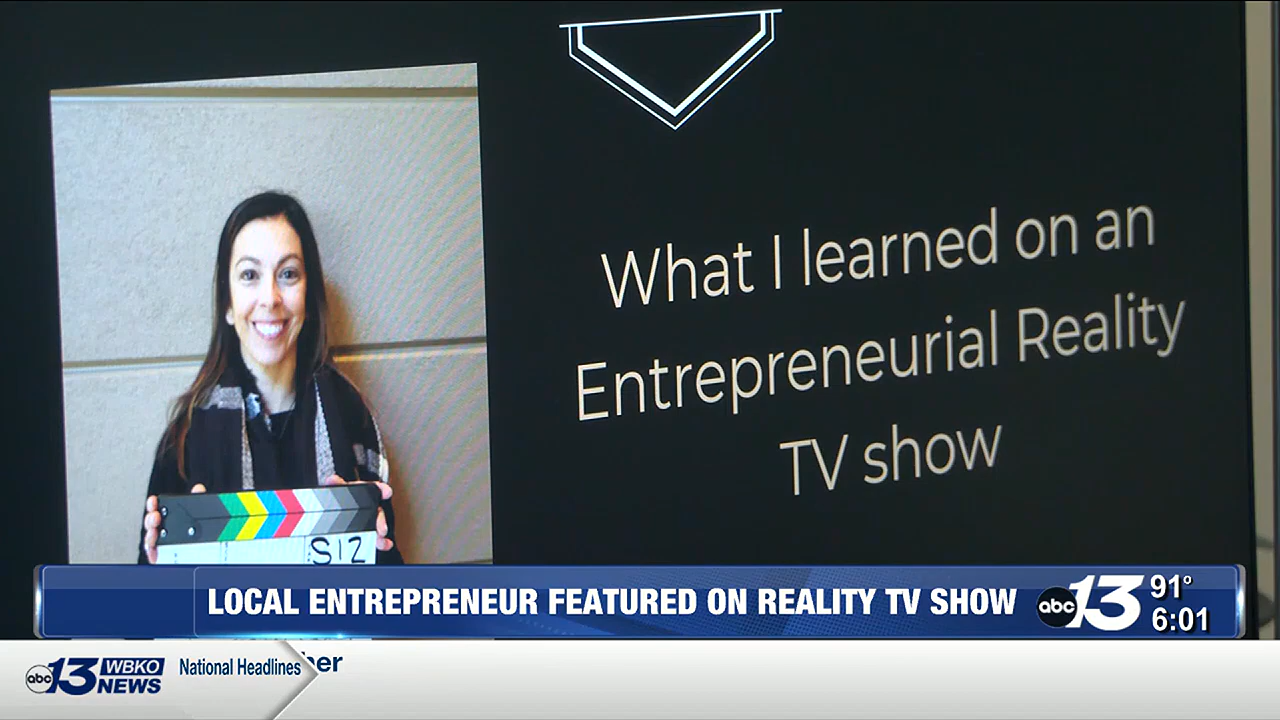 What I learned on an
Entrepreneurial Reality
TV show
S12
LOCAL ENTREPRENEUR FEATURED ON REALITY TV SHOW
abc 13
91°
6:01
abc 13 WBKO NEWS
National Headlines